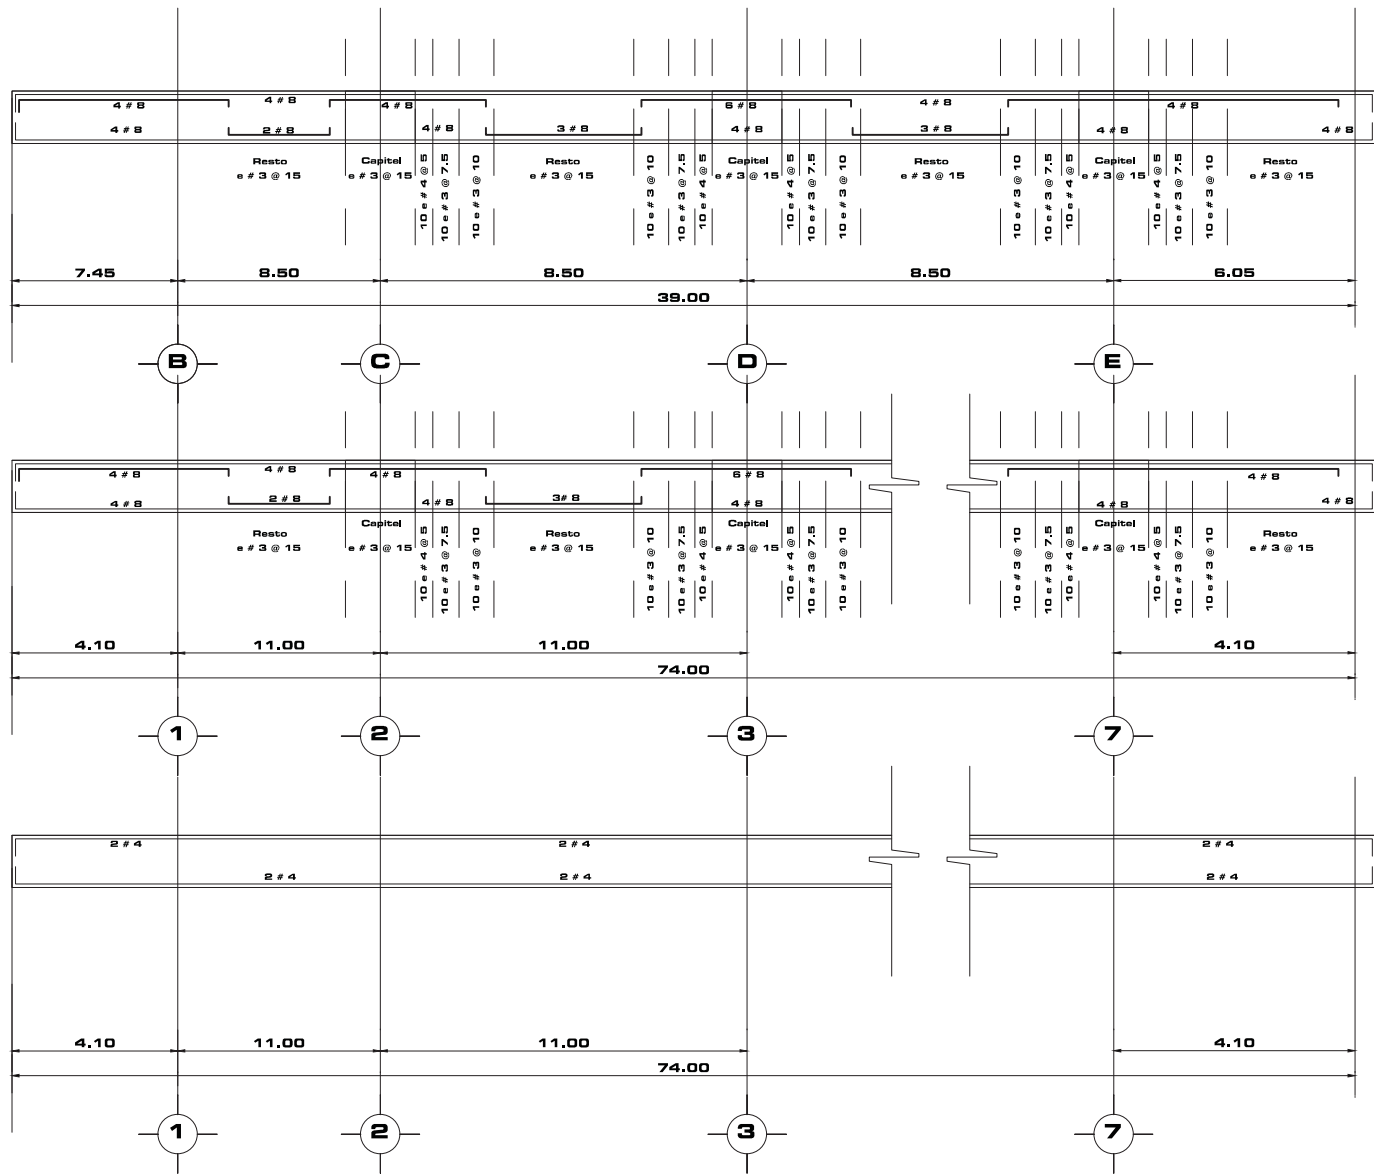 4 # 8 4 # 8 4 # 8 6 # 8 4 # 8 4 # 8
4 # 8 2 # 8 4 # 8 3 # 8 4 # 8 3 # 8 4 # 8 4 # 8
Resto Capitel Resto Capitel Resto Capitel Resto
e # 3 @ 15 e # 3 @ 15 e # 3 @ 15 e # 3 @ 15 e # 3 @ 15 e # 3 @ 15 e # 3 @ 15
10 e # 4 @ 5
10 e # 3 @ 7.5
10 e # 3 @ 10
10 e # 3 @ 10
10 e # 3 @ 7.5
10 e # 4 @ 5
10 e # 4 @ 5
10 e # 3 @ 7.5
10 e # 3 @ 10
10 e # 3 @ 10
10 e # 3 @ 7.5
10 e # 4 @ 5
10 e # 4 @ 5
10 e # 3 @ 7.5
10 e # 3 @ 10
7.45 8.50 8.50 8.50 6.05
39.00
B C D E
4 # 8 4 # 8 4 # 8 6 # 8 4 # 8
4 # 8 2 # 8 4 # 8 3# 8 4 # 8 4 # 8 4 # 8
Resto Capitel Resto Capitel Capitel Resto
e # 3 @ 15 e # 3 @ 15 e # 3 @ 15 e # 3 @ 15 e # 3 @ 15 e # 3 @ 15
10 e # 4 @ 5
10 e # 3 @ 7.5
10 e # 3 @ 10
10 e # 3 @ 10
10 e # 3 @ 7.5
10 e # 4 @ 5
10 e # 4 @ 5
10 e # 3 @ 7.5
10 e # 3 @ 10
10 e # 3 @ 10
10 e # 3 @ 7.5
10 e # 4 @ 5
10 e # 4 @ 5
10 e # 3 @ 7.5
10 e # 3 @ 10
4.10 11.00 11.00 4.10
74.00
1 2 3 7
2 # 4 2 # 4 2 # 4
2 # 4 2 # 4 2 # 4
4.10 11.00 11.00 4.10
74.00
1 2 3 7